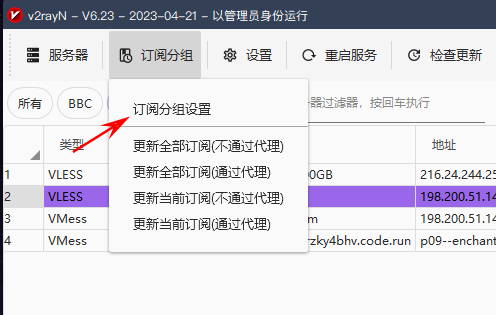 v2rayN - V6.23 - 2023-04-21 - 以管理员身份运行
服务器 订阅分组 设置 重启服务 检查更新
所有 BBC 器过滤器，按回车执行
订阅分组设置
更新全部订阅(不通过代理)
更新全部订阅(通过代理)
更新当前订阅(不通过代理)
更新当前订阅(通过代理)
类型 地址
1 VLESS 0GB 216.24.244.25
2 VLESS 198.200.51.14
3 VMess m 198.200.51.14
4 VMess rzky4bhv.code.run p09--enchant